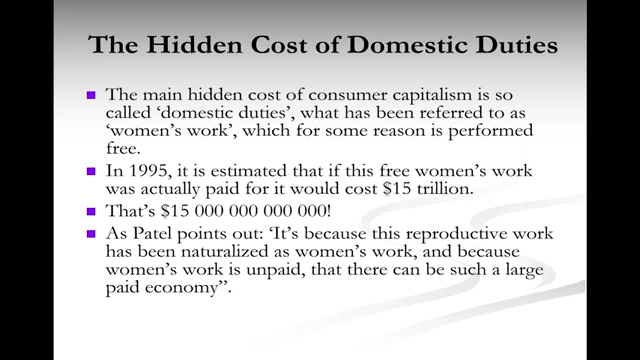 The Hidden Cost of Domestic Duties
The main hidden cost of consumer capitalism is so
called ‘domestic duties’, what has been referred to as
‘women’s work’, which for some reason is performed
free.
In 1995, it is estimated that if this free women’s work
was actually paid for it would cost $15 trillion.
That’s $15 000 000 000 000!
As Patel points out: ‘It’s because this reproductive work
has been naturalized as women’s work, and because
women’s work is unpaid, that there can be such a large
paid economy”.